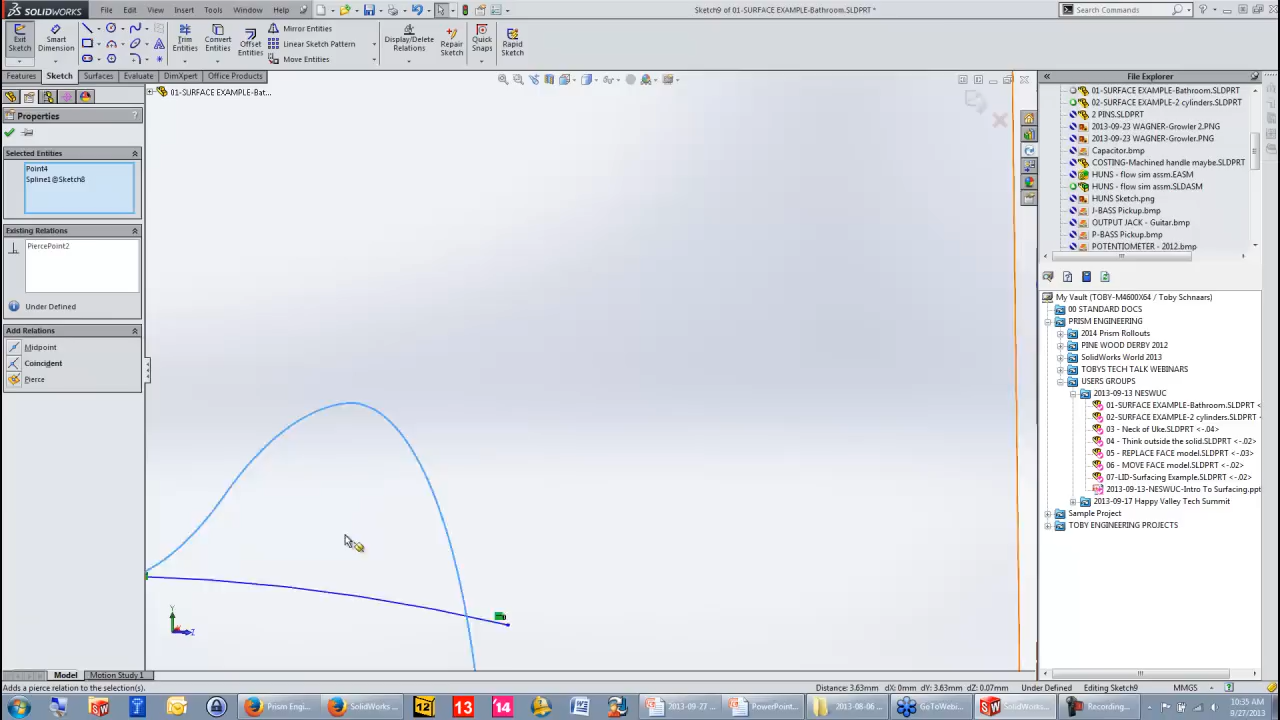 SOLIDWORKS File Edit View Insert Tools Window Help Sketch9 of 01-SURFACE EXAMPLE-Bathroom.SLDPRT * Search Commands
Exit Sketch
Smart Dimension
Trim Entities
Convert Entities
Offset Entities
Mirror Entities
Linear Sketch Pattern
Move Entities
Display/Delete Relations
Repair Sketch
Quick Snaps
Rapid Sketch
Features Sketch Surfaces Evaluate DimXpert Office Products
01-SURFACE EXAMPLE-Bat...
Properties ?
Selected Entities
Point4
Spline1@Sketch8
Existing Relations
PiercePoint2
Under Defined
Add Relations
Midpoint
Coincident
Pierce
Y
Z
File Explorer
01-SURFACE EXAMPLE-Bathroom.SLDPRT
02-SURFACE EXAMPLE-2 cylinders.SLDPRT
2 PINS.SLDPRT
2013-09-23 WAGNER-Growler 2.PNG
2013-09-23 WAGNER-Growler.PNG
Capacitor.bmp
COSTING-Machined handle maybe.SLDPRT
HUNS - flow sim assm.EASM
HUNS - flow sim assm.SLDASM
HUNS Sketch.png
J-BASS Pickup.bmp
OUTPUT JACK - Guitar.bmp
P-BASS Pickup.bmp
POTENTIOMETER - 2012.bmp
My Vault (TOBY-M4600X64 / Toby Schnaars)
00 STANDARD DOCS
PRISM ENGINEERING
2014 Prism Rollouts
PINE WOOD DERBY 2012
SolidWorks World 2013
TOBYS TECH TALK WEBINARS
USERS GROUPS
2013-09-13 NESWUC
01-SURFACE EXAMPLE-Bathroom.SLDPRT <
02-SURFACE EXAMPLE-2 cylinders.SLDPRT <
03 - Neck of Uke.SLDPRT <-.04>
04 - Think outside the solid.SLDPRT <-.02>
05 - REPLACE FACE model.SLDPRT <-.03>
06 - MOVE FACE model.SLDPRT <-.02>
07-LID-Surfacing Example.SLDPRT <-.02>
2013-09-13-NESWUC-Intro To Surfacing.ppt
2013-09-17 Happy Valley Tech Summit
Sample Project
TOBY ENGINEERING PROJECTS
Model Motion Study 1
Adds a pierce relation to the selection(s). Distance: 3.63mm dX: 0mm dY: 3.63mm dZ: 0.07mm Under Defined Editing Sketch9 MMGS
Prism Engi... SolidWorks ... 12 13 14 2013-09-27 ... PowerPoint... 2013-08-06 ... GoToWebi... SolidWorks... Recording...
10:35 AM
9/27/2013